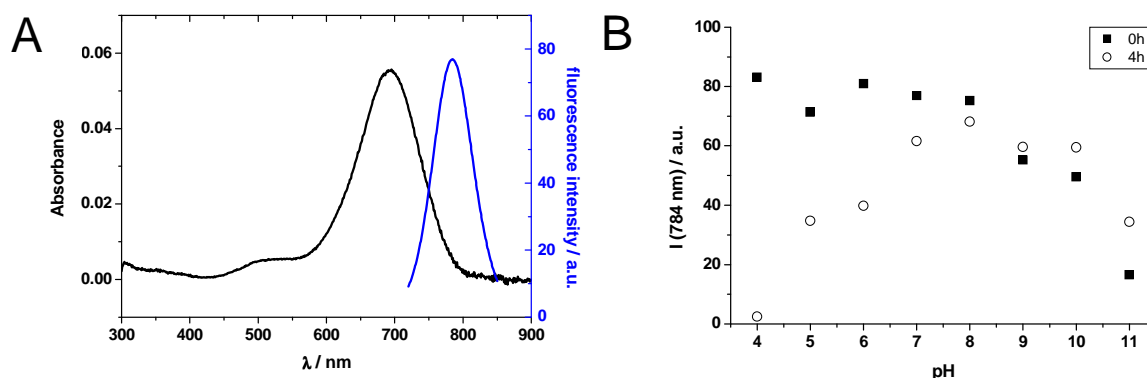 A
Absorbance
0.06
0.04
0.02
0.00
300 400 500 600 700 800 900
λ / nm
80
60
40
20
0
fluorescence intensity / a.u.
B
I (784 nm) / a.u.
100
80
60
40
20
0
4 5 6 7 8 9 10 11
pH
0h
4h